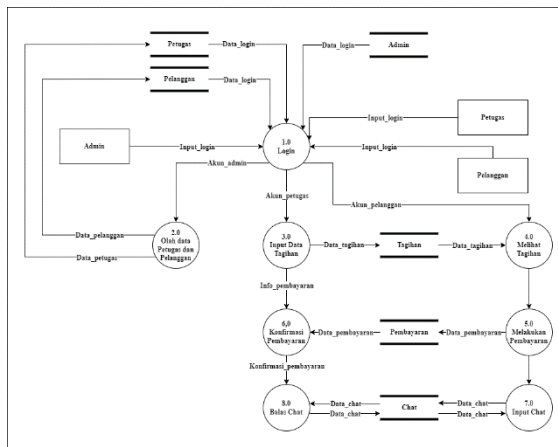 Petugas
Data_login
Data_login
Admin
Pelanggan
Data_login
Input_login
Petugas
Admin
Input_login
1.0
Login
Input_login
Pelanggan
Akun_admin
Akun_petugas
Akun_pelanggan
Data_pelanggan
2.0
Olah data
Petugas dan
Pelanggan
Data_petugas
3.0
Input Data
Tagihan
Data_tagihan
Tagihan
Data_tagihan
4.0
Melihat
Tagihan
Info_pembayaran
6.0
Konfirmasi
Pembayaran
Data_pembayaran
Pembayaran
Data_pembayaran
5.0
Melakukan
Pembayaran
Konfirmasi_pembayaran
8.0
Balas Chat
Data_chat
Data_chat
Chat
Data_chat
Data_chat
7.0
Input Chat